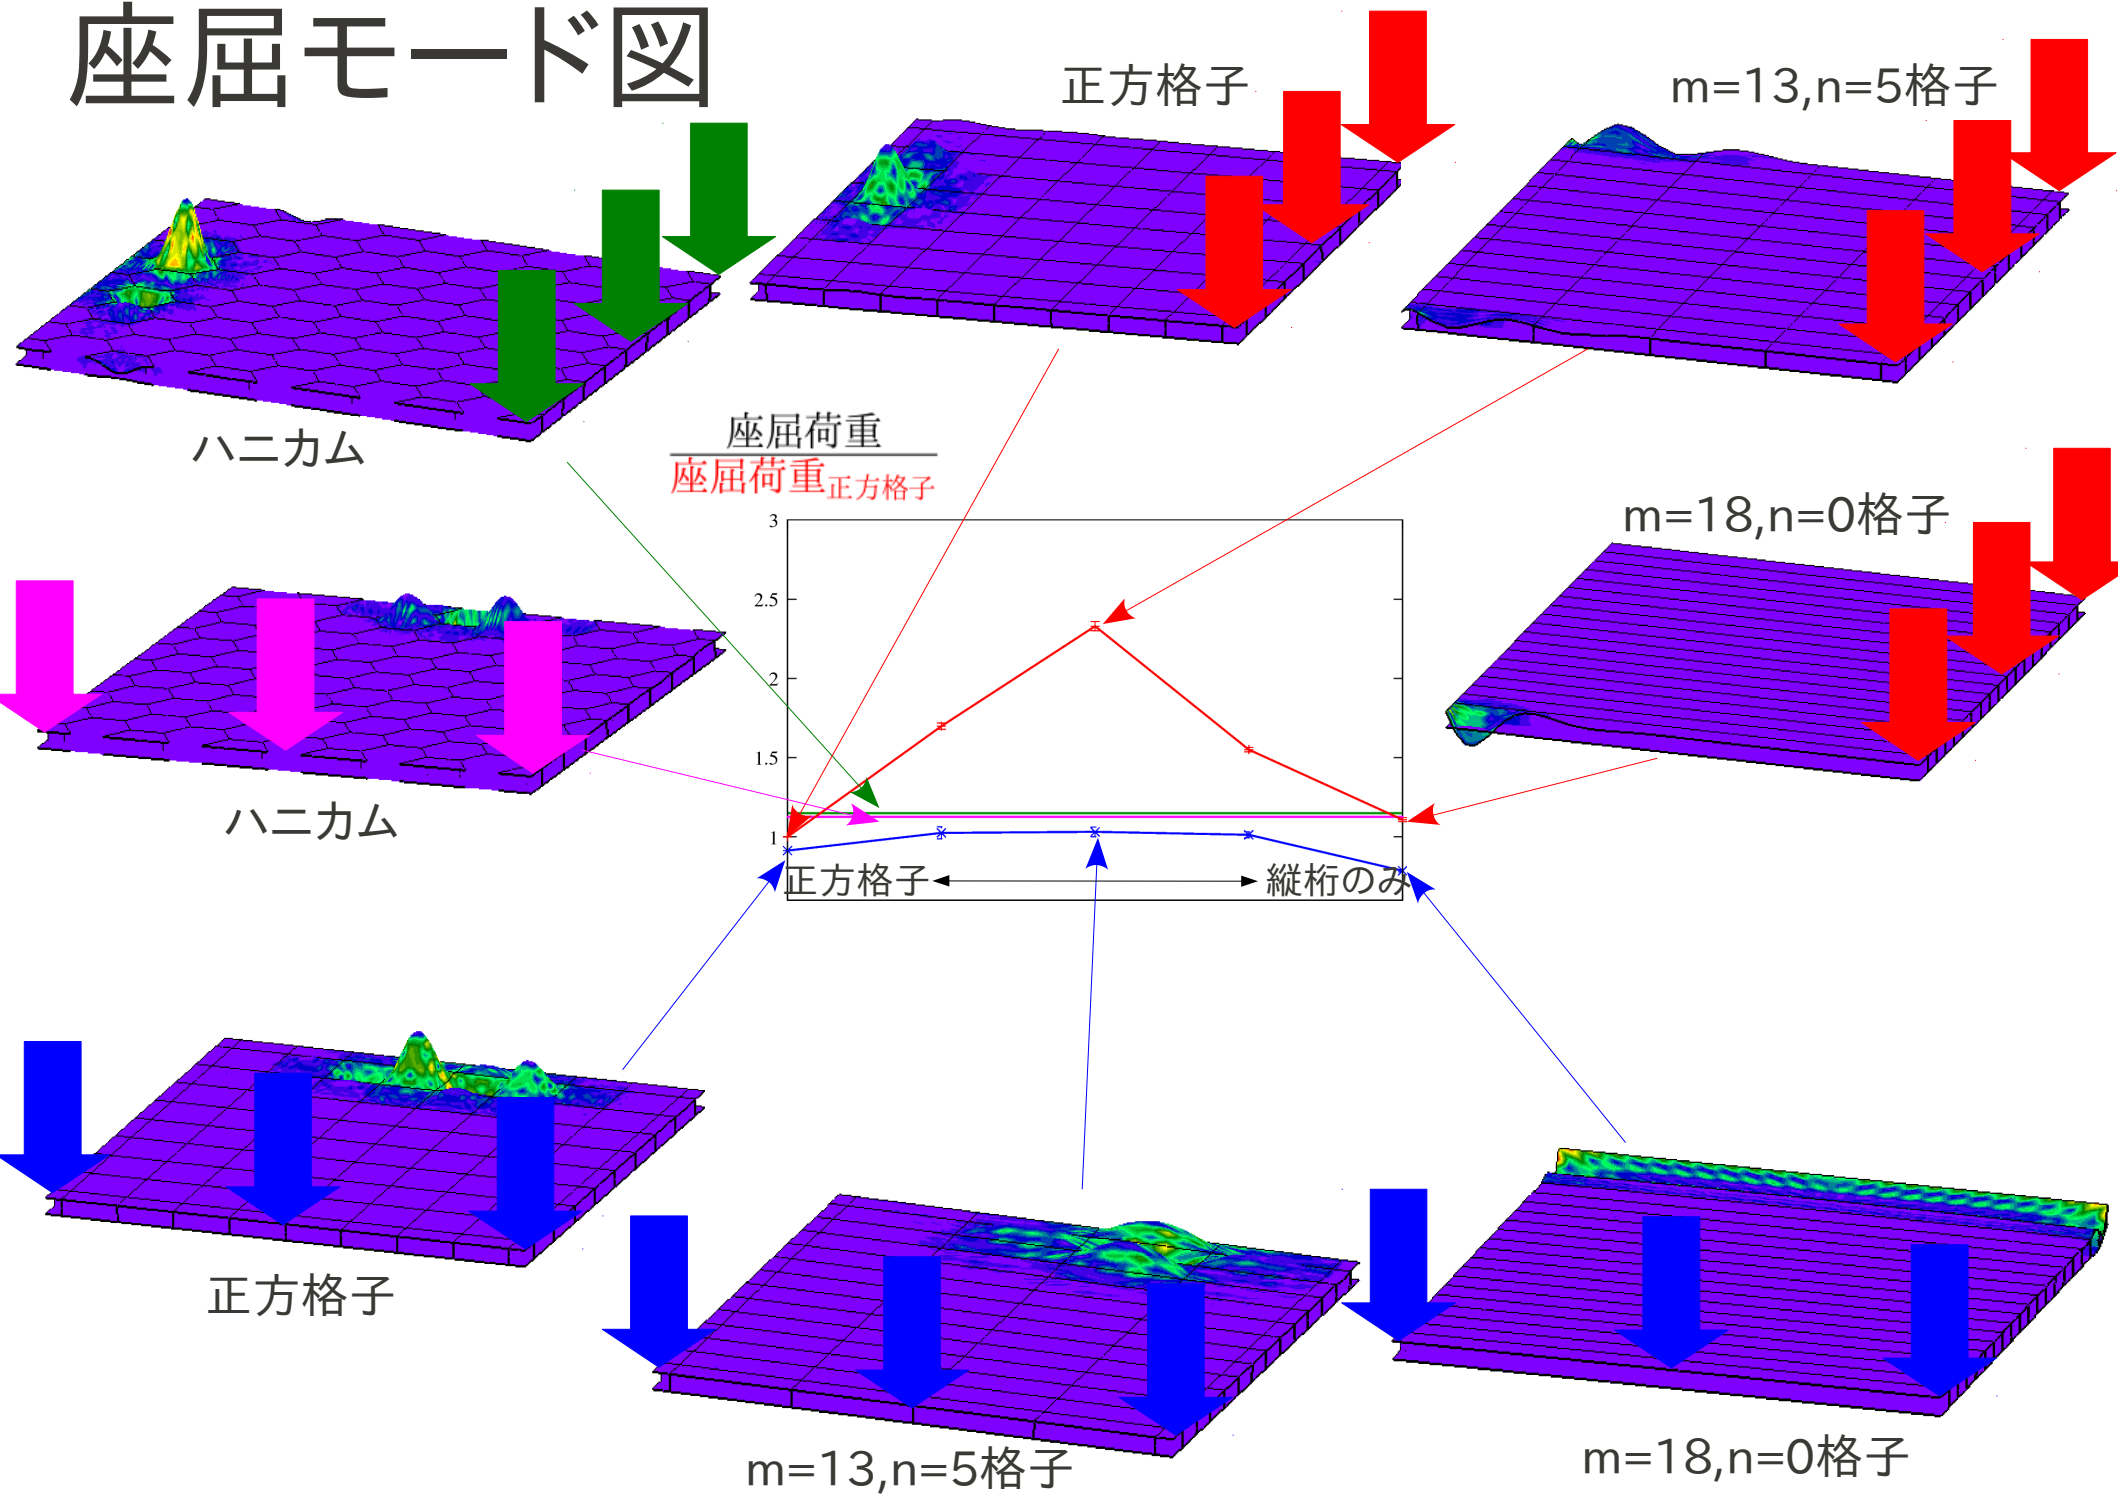 座屈モード図
正方格子
m=13,n=5格子
ハニカム
座屈荷重
座屈荷重正方格子
m=18,n=0格子
3
2.5
2
1.5
1
正方格子
縦桁のみ
ハニカム
正方格子
m=13,n=5格子
m=18,n=0格子